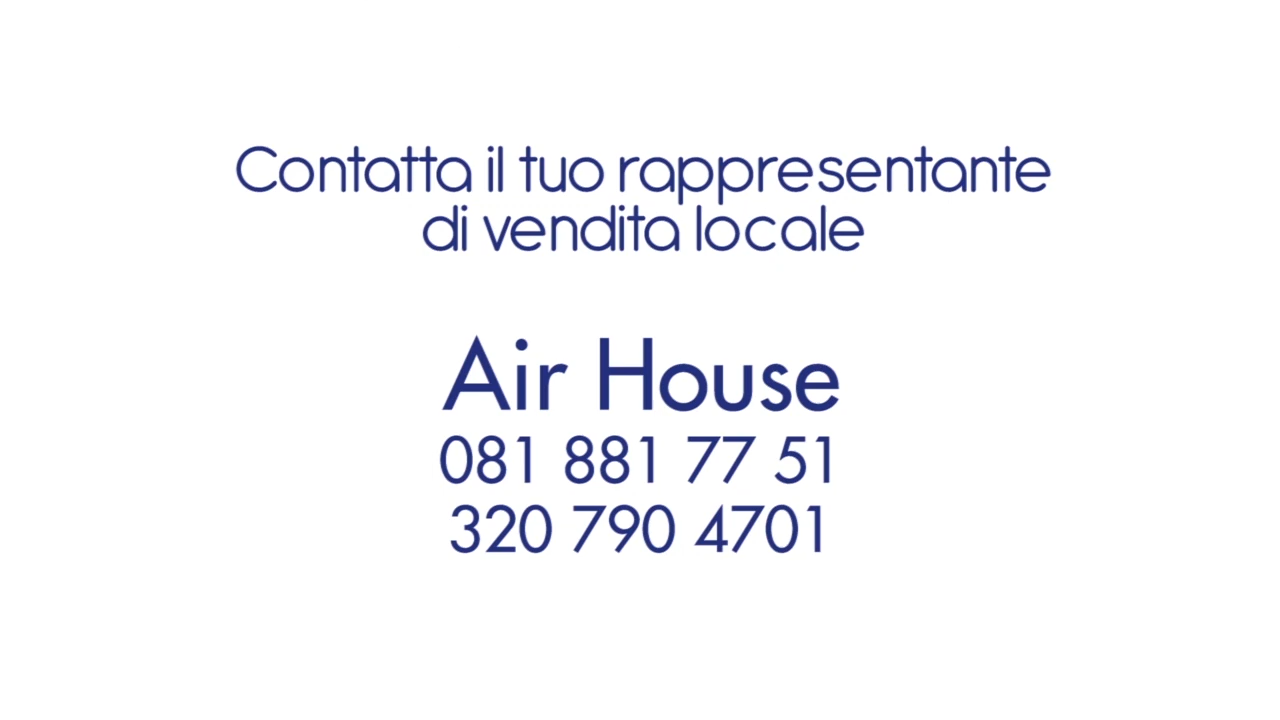 Contatta il tuo rappresentante
di vendita locale
Air House
081 881 77 51
320 790 4701